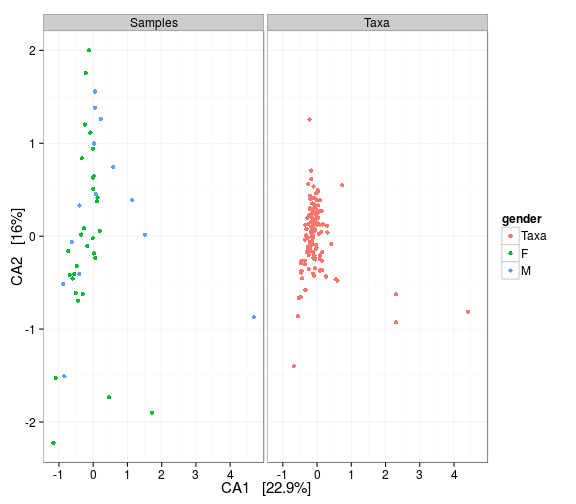 Samples Taxa
2
1
0
-1
-2
CA2 [16%]
-1 0 1 2 3 4 -1 0 1 2 3 4
CA1 [22.9%]
gender
Taxa
F
M